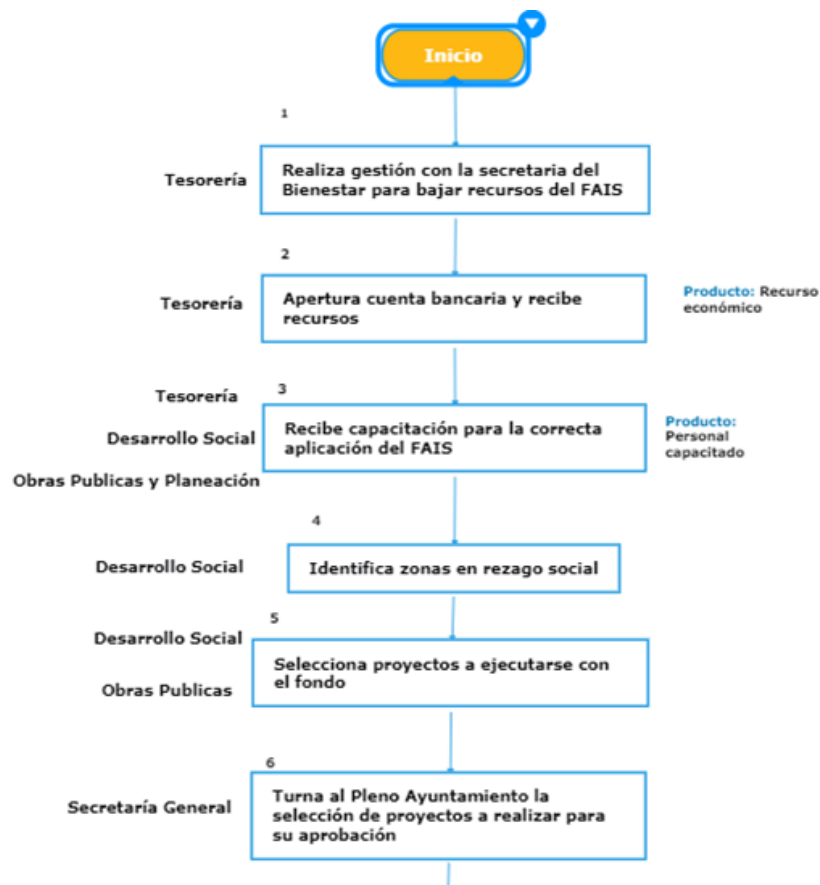 Inicio
1
Tesorería
Realiza gestión con la secretaria del
Bienestar para bajar recursos del FAIS
2
Tesorería
Apertura cuenta bancaria y recibe
recursos
Producto: Recurso
económico
Tesorería
3
Desarrollo Social
Obras Publicas y Planeación
Recibe capacitación para la correcta
aplicación del FAIS
Producto:
Personal
capacitado
4
Desarrollo Social
Identifica zonas en rezago social
5
Desarrollo Social
Obras Publicas
Selecciona proyectos a ejecutarse con
el fondo
6
Secretaría General
Turna al Pleno Ayuntamiento la
selección de proyectos a realizar para
su aprobación